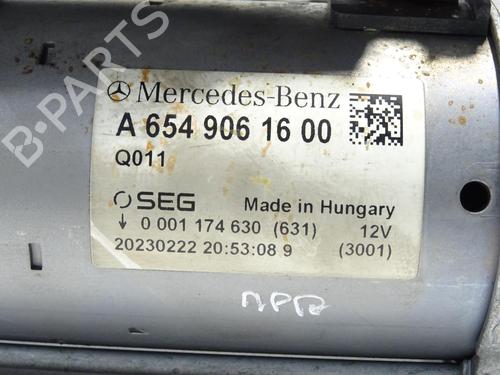 B-PARTS
Mercedes-Benz
A 654 906 16 00
Q011
SEG Made in Hungary
↓ 0 001 174 630 (631) 12V
20230222 20:53:08 9 (3001)